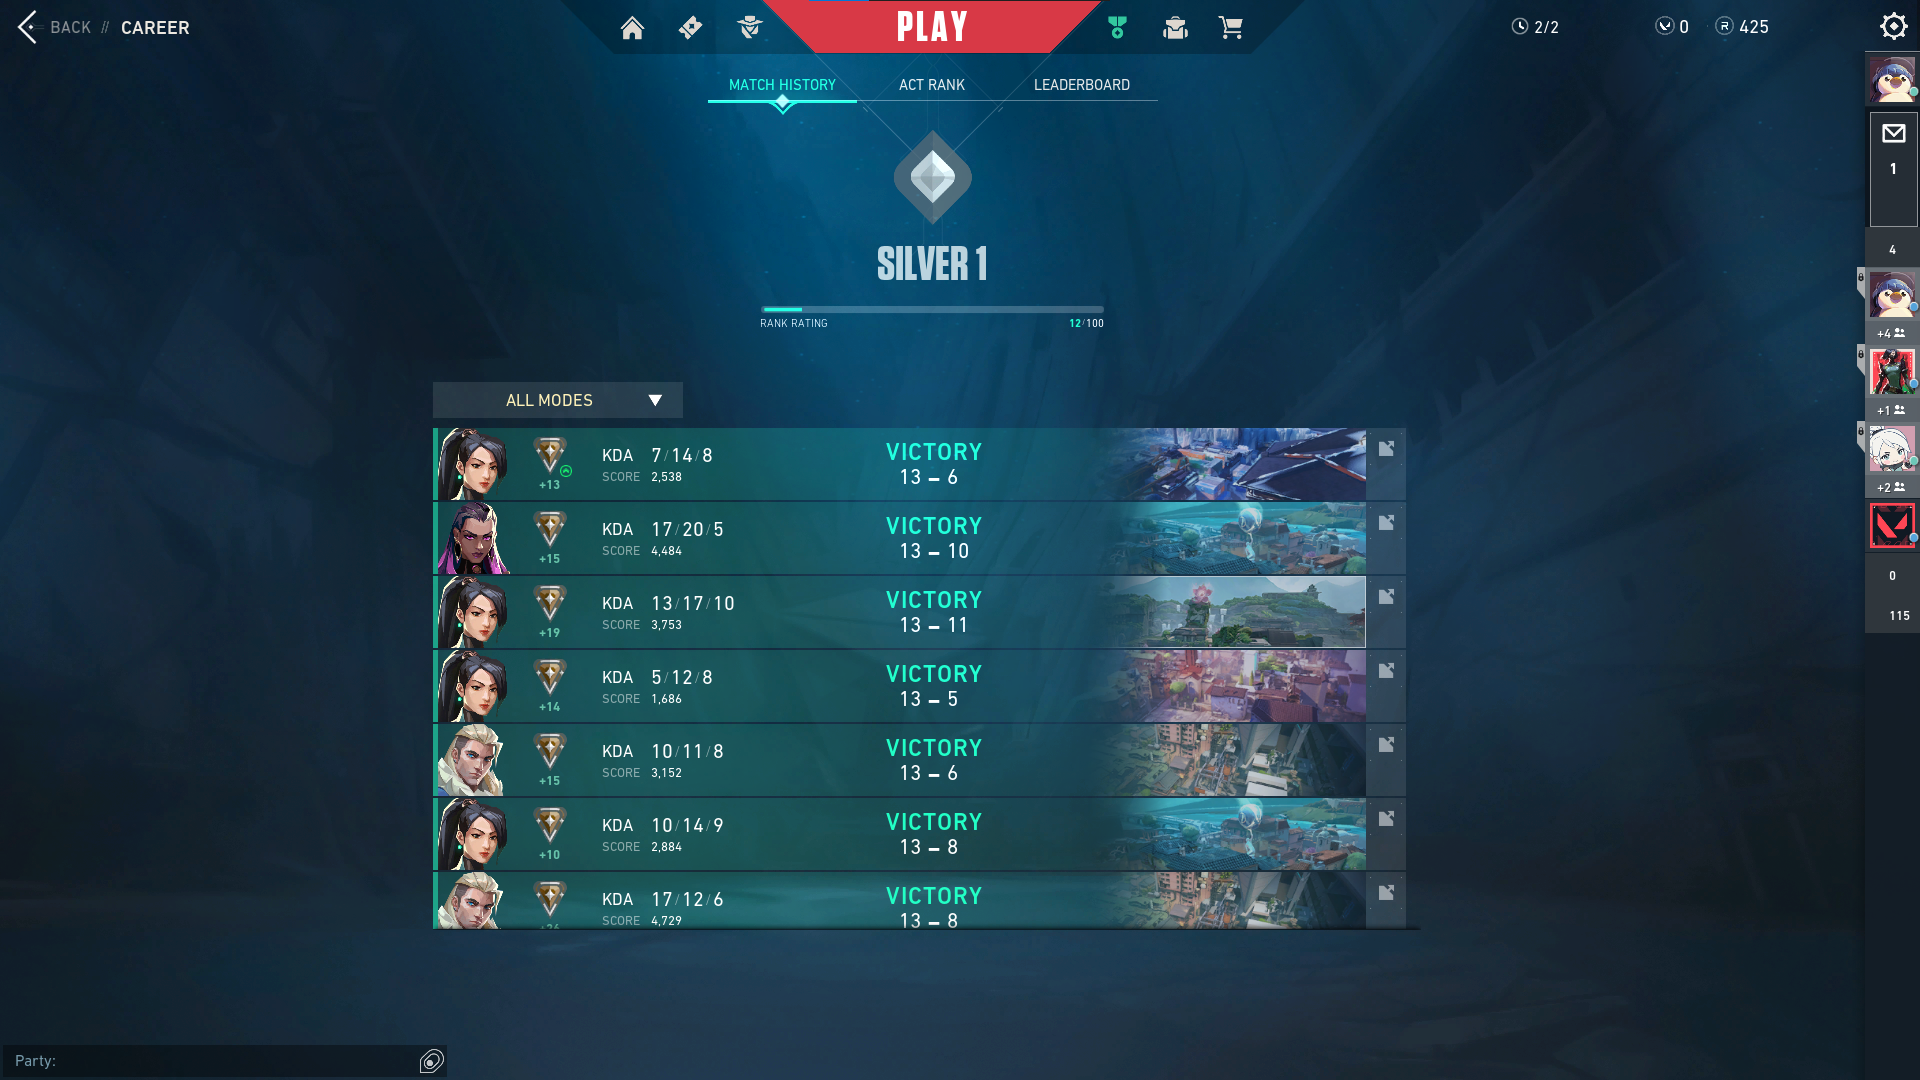 BACK // CAREER
PLAY
2/2
0
R 425
MATCH HISTORY
ACT RANK
LEADERBOARD
SILVER 1
RANK RATING
12/100
ALL MODES
+13
KDA 7/14/8
SCORE 2,538
VICTORY
13 – 6
+15
KDA 17/20/5
SCORE 4,484
VICTORY
13 – 10
+19
KDA 13/17/10
SCORE 3,753
VICTORY
13 – 11
+14
KDA 5/12/8
SCORE 1,686
VICTORY
13 – 5
+15
KDA 10/11/8
SCORE 3,152
VICTORY
13 – 6
+10
KDA 10/14/9
SCORE 2,884
VICTORY
13 – 8
KDA 17/12/6
SCORE 4,729
VICTORY
13 – 8
1
4
+4
+1
+2
0
115
Party: